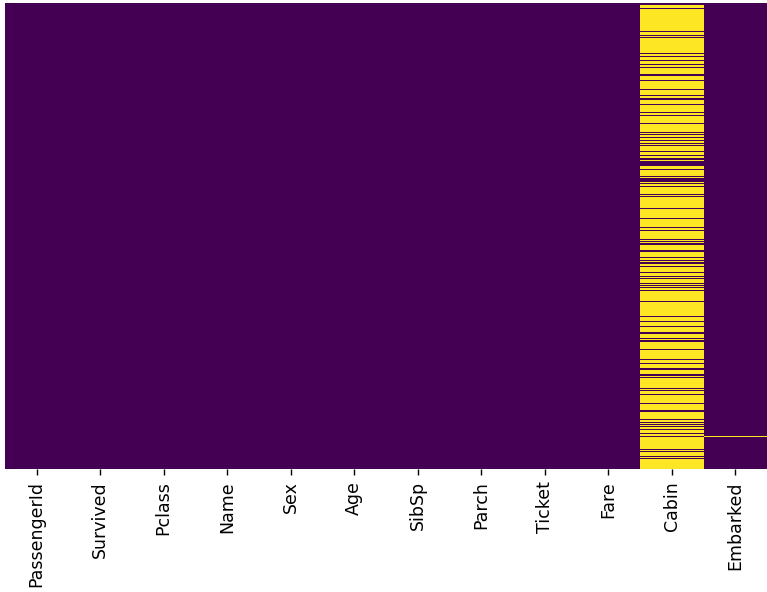 PassengerId
Survived
Pclass
Name
Sex
Age
SibSp
Parch
Ticket
Fare
Cabin
Embarked